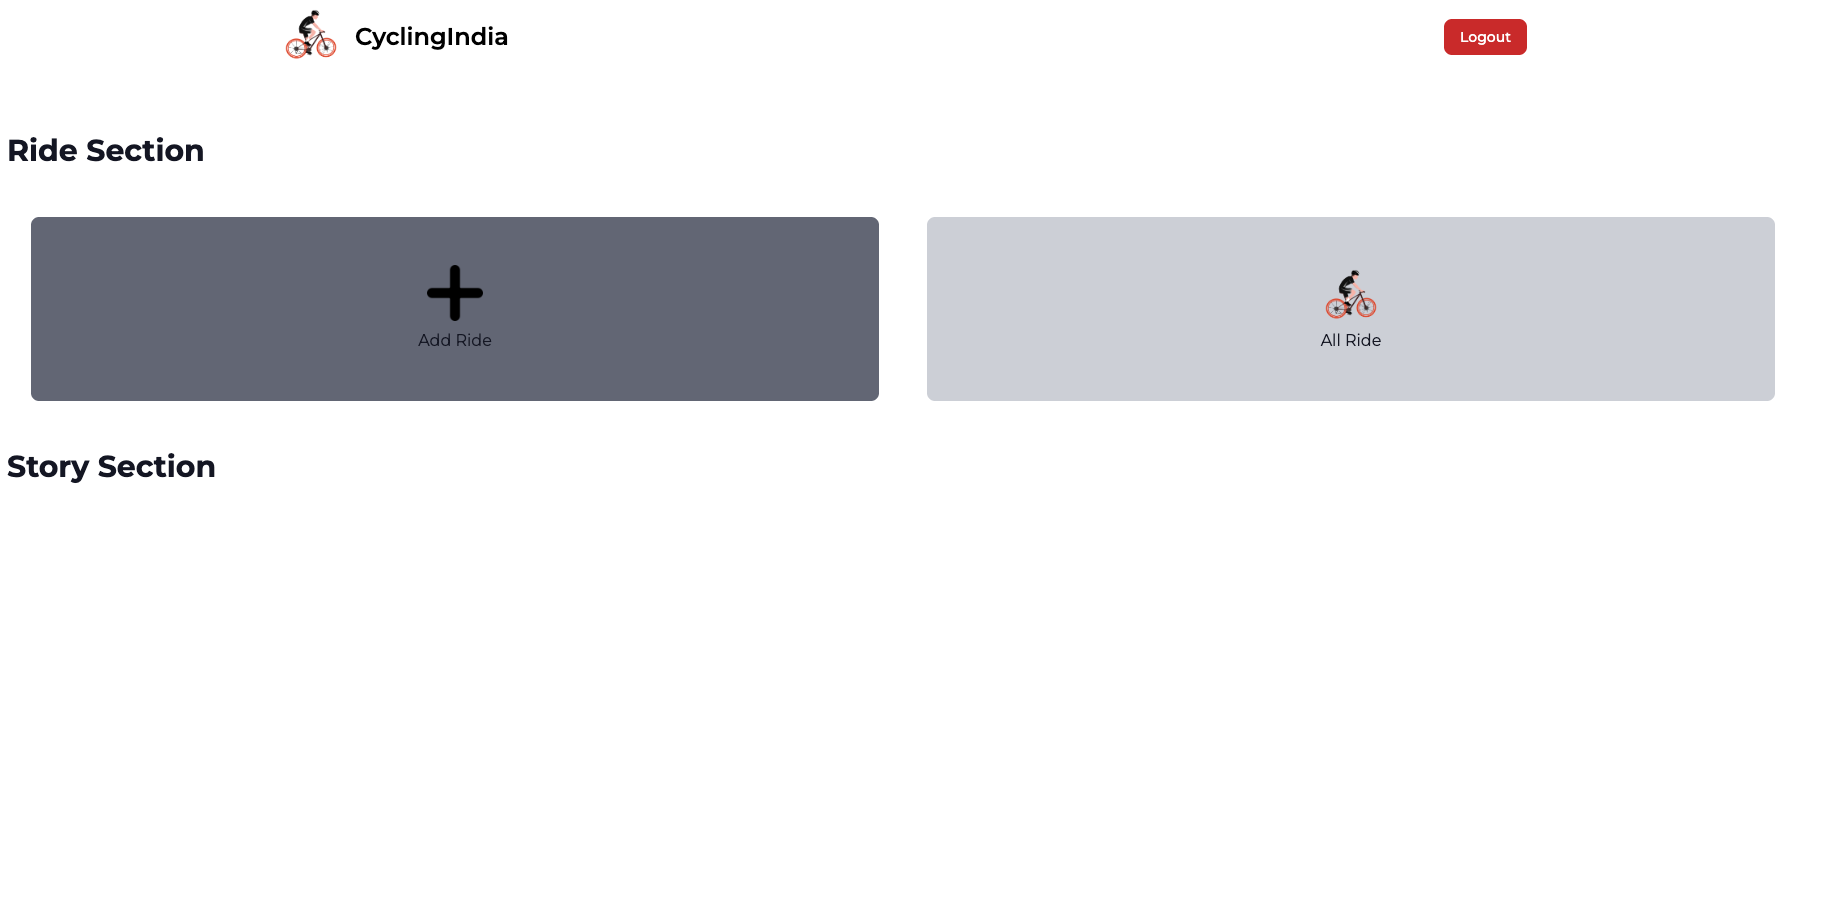 CyclingIndia
Logout
Ride Section
Add Ride
All Ride
Story Section